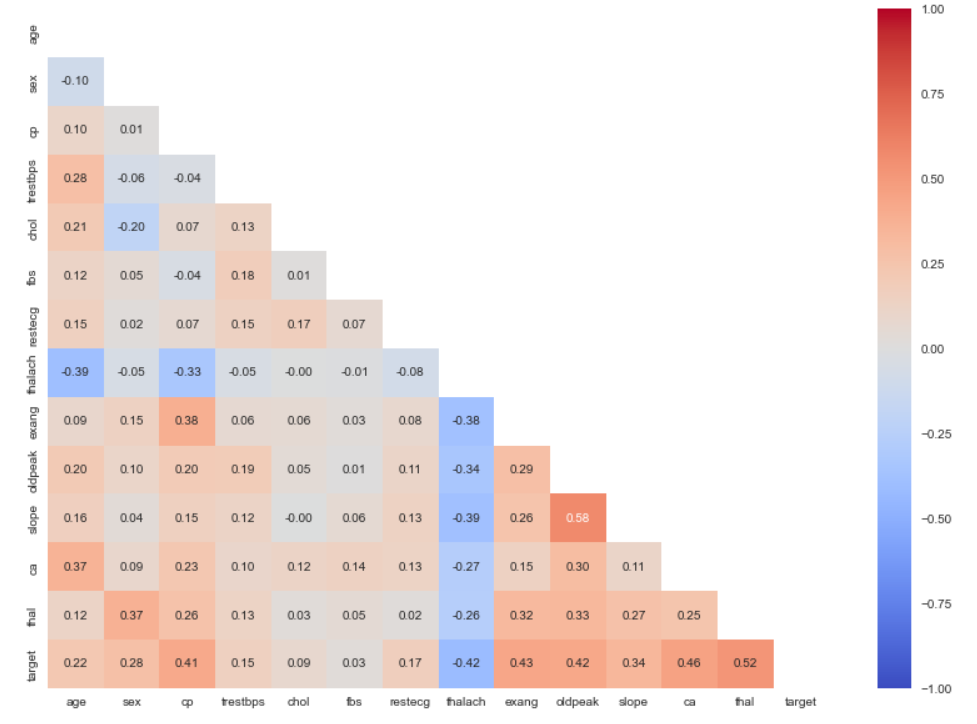 age
sex -0.10
cp 0.10 0.01
trestbps 0.28 -0.06 -0.04
chol 0.21 -0.20 0.07 0.13
fbs 0.12 0.05 -0.04 0.18 0.01
restecg 0.15 0.02 0.07 0.15 0.17 0.07
thalach -0.39 -0.05 -0.33 -0.05 -0.00 -0.01 -0.08
exang 0.09 0.15 0.38 0.06 0.06 0.03 0.08 -0.38
oldpeak 0.20 0.10 0.20 0.19 0.05 0.01 0.11 -0.34 0.29
slope 0.16 0.04 0.15 0.12 -0.00 0.06 0.13 -0.39 0.26 0.58
ca 0.37 0.09 0.23 0.10 0.12 0.14 0.13 -0.27 0.15 0.30 0.11
thal 0.12 0.37 0.26 0.13 0.03 0.05 0.02 -0.26 0.32 0.33 0.27 0.25
target 0.22 0.28 0.41 0.15 0.09 0.03 0.17 -0.42 0.43 0.42 0.34 0.46 0.52
age sex cp trestbps chol fbs restecg thalach exang oldpeak slope ca thal target
1.00
0.75
0.50
0.25
0.00
−0.25
−0.50
−0.75
−1.00